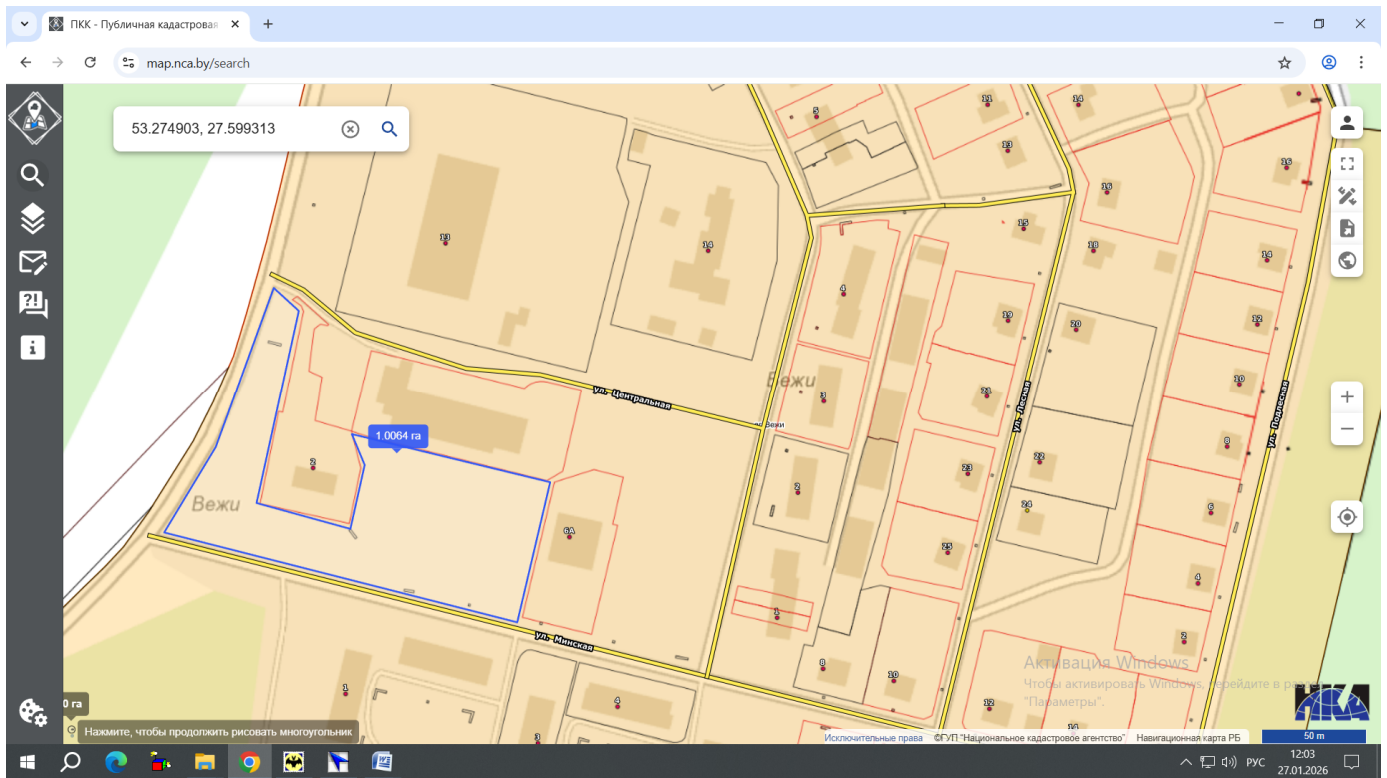 ПКК - Публичная кадастровая
map.nca.by/search
53.274903, 27.599313
5
11
14
13
16
16
13
14
15
18
14
4
19
20
12
Вежи
10
21
3
ул. Центральная
ул. Лесная
ул. Подлесная
1.0064 га
8
2
23
22
2
Вежи
24
6
6А
25
4
1
2
ул. Минская
8
10
Активация Windows
Чтобы активировать Windows, перейдите в раздел
"Параметры".
1
4
12
14
3
0 га
НКА
Нажмите, чтобы продолжить рисовать многоугольник
Исключительные права ©ГУП "Национальное кадастровое агентство" Навигационная карта РБ
50 m
РУС
12:03
27.01.2026